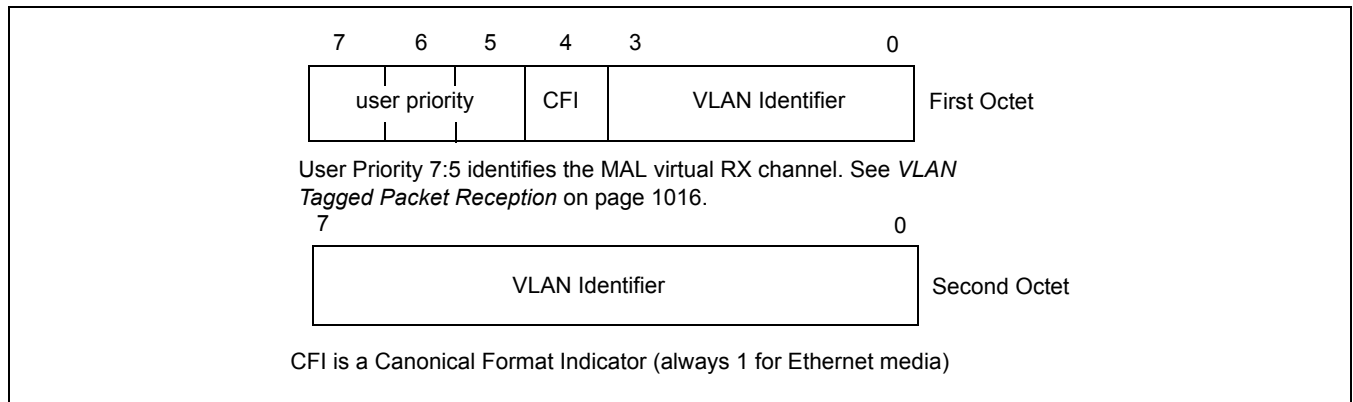 7 6 5 4 3 0
user priority CFI VLAN Identifier First Octet
User Priority 7:5 identifies the MAL virtual RX channel. See VLAN
Tagged Packet Reception on page 1016.
7 0
VLAN Identifier Second Octet
CFI is a Canonical Format Indicator (always 1 for Ethernet media)